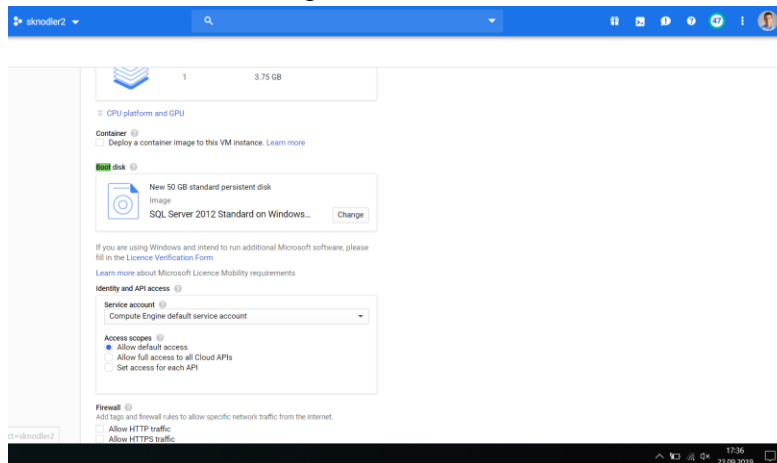 sknodler2
47
1 3.75 GB
CPU platform and GPU
Container
Deploy a container image to this VM instance. Learn more
Boot disk
New 50 GB standard persistent disk
Image
SQL Server 2012 Standard on Windows...
Change
If you are using Windows and intend to run additional Microsoft software, please
fill in the Licence Verification Form
Learn more about Microsoft Licence Mobility requirements
Identity and API access
Service account
Compute Engine default service account
Access scopes
Allow default access
Allow full access to all Cloud APIs
Set access for each API
Firewall
Add tags and firewall rules to allow specific network traffic from the Internet.
Allow HTTP traffic
Allow HTTPS traffic
ct=sknodler2
17:36
23.09.2019